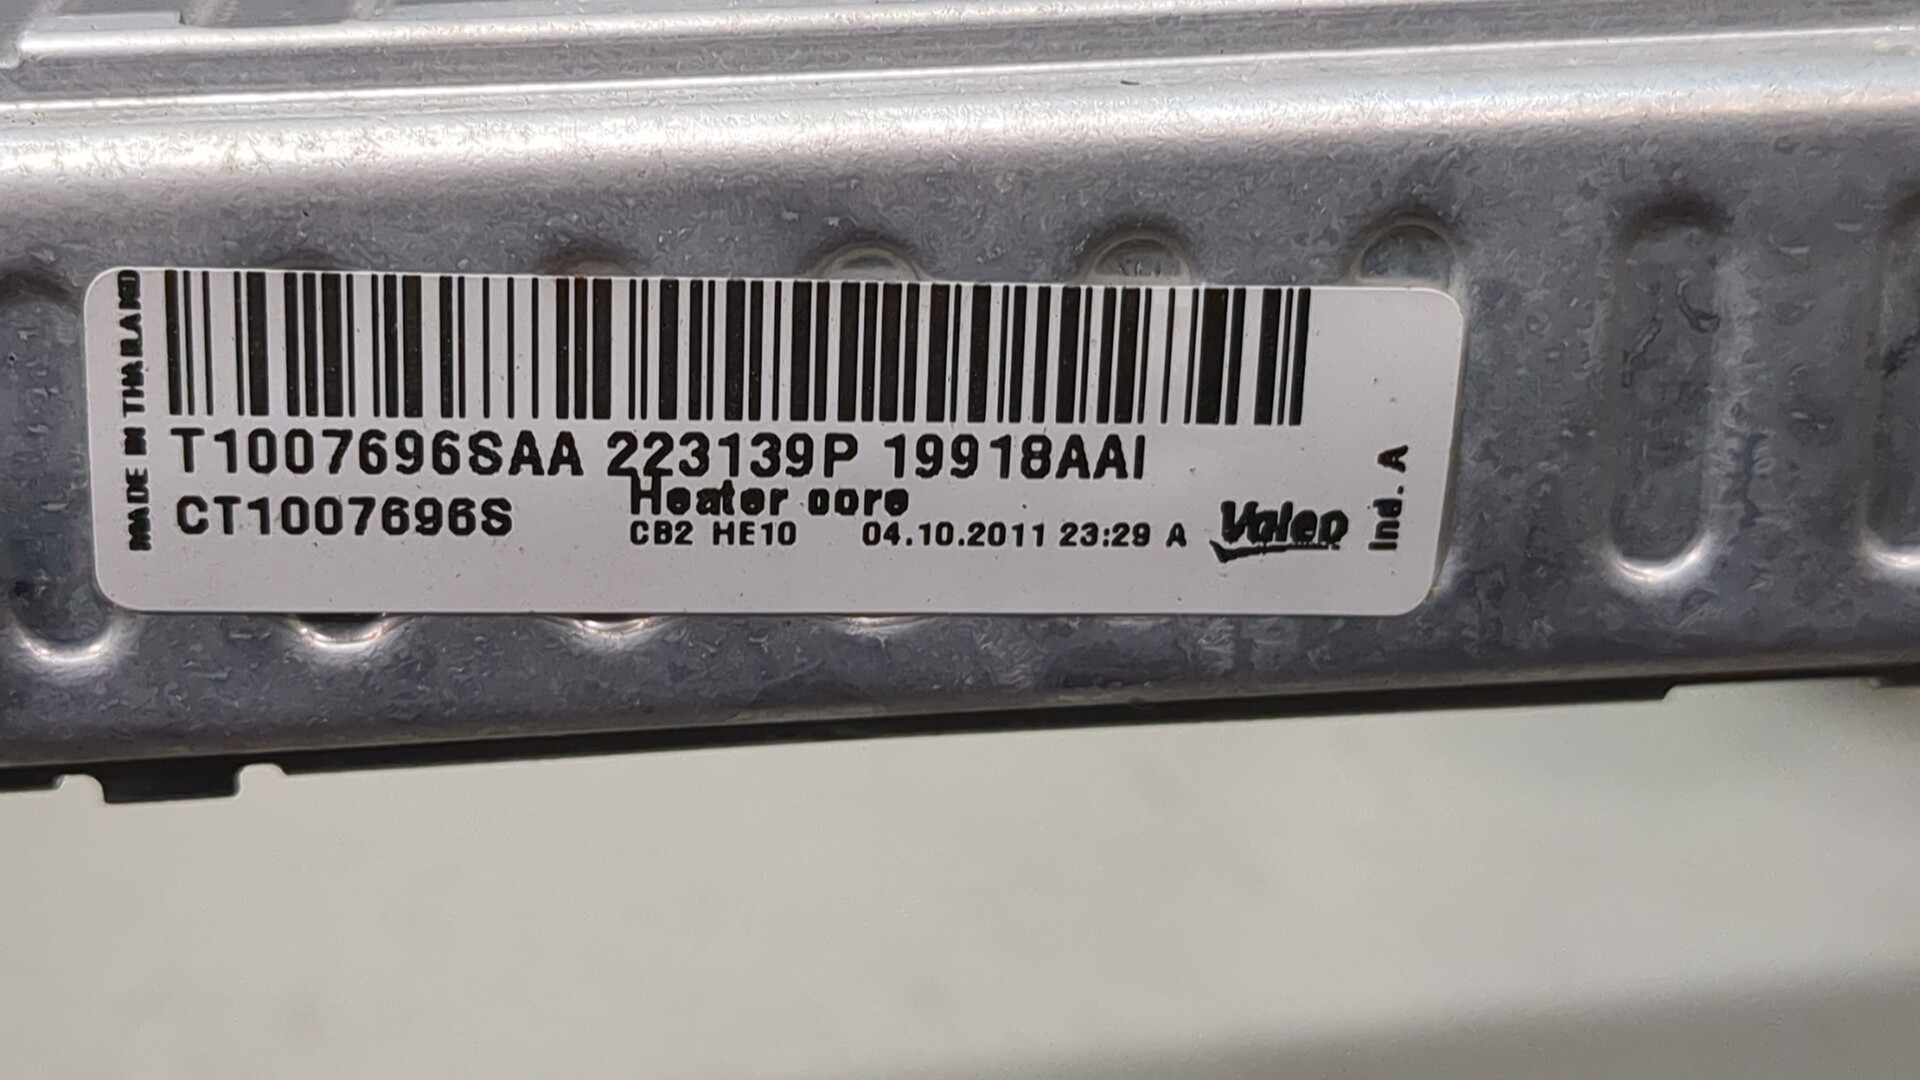 MADE IN THAILAND
T1007696SAA 223139P 19918AAI
CT1007696S
Heater core
CB2 HE10 04.10.2011 23:29 A
Valeo
Ind. A